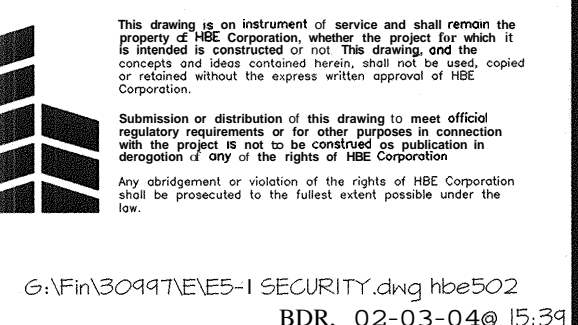 This drawing is on instrument of service and shall remain the
property of HBE Corporation, whether the project for which it
is intended is constructed or not This drawing, and the
concepts and ideas contained herein, shall not be used, copied
or retained without the express written approval of HBE
Corporation.
Submission or distribution of this drawing to meet official
regulatory requirements or for other purposes in connection
with the project is not to be construed os publication in
derogotion of any of the rights of HBE Corporation
Any abridgement or violation of the rights of HBE Corporation
shall be prosecuted to the fullest extent possible under the
law.
G:\Fin\30997\E\E5-1 SECURITY.dwg hbe502
BDR. 02-03-04@ 15:39